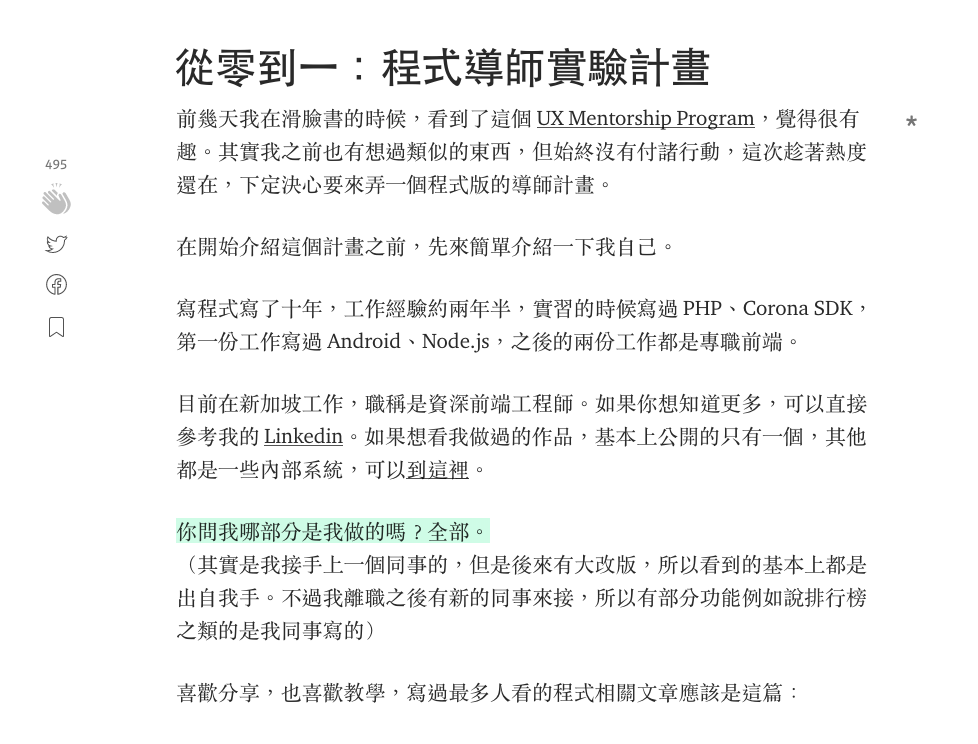 從零到一：程式導師實驗計畫
前幾天我在滑臉書的時候，看到了這個 UX Mentorship Program，覺得很有
趣。其實我之前也有想過類似的東西，但始終沒有付諸行動，這次趁著熱度
還在，下定決心要來弄一個程式版的導師計畫。
*
495
在開始介紹這個計畫之前，先來簡單介紹一下我自己。
寫程式寫了十年，工作經驗約兩年半，實習的時候寫過 PHP、Corona SDK，
第一份工作寫過 Android、Node.js，之後的兩份工作都是專職前端。
目前在新加坡工作，職稱是資深前端工程師。如果你想知道更多，可以直接
參考我的 Linkedin。如果想看我做過的作品，基本上公開的只有一個，其他
都是一些內部系統，可以到這裡。
你問我哪部分是我做的嗎？全部。
（其實是我接手上一個同事的，但是後來有大改版，所以看到的基本上都是
出自我手。不過我離職之後有新的同事來接，所以有部分功能例如說排行榜
之類的是我同事寫的）
喜歡分享，也喜歡教學，寫過最多人看的程式相關文章應該是這篇：